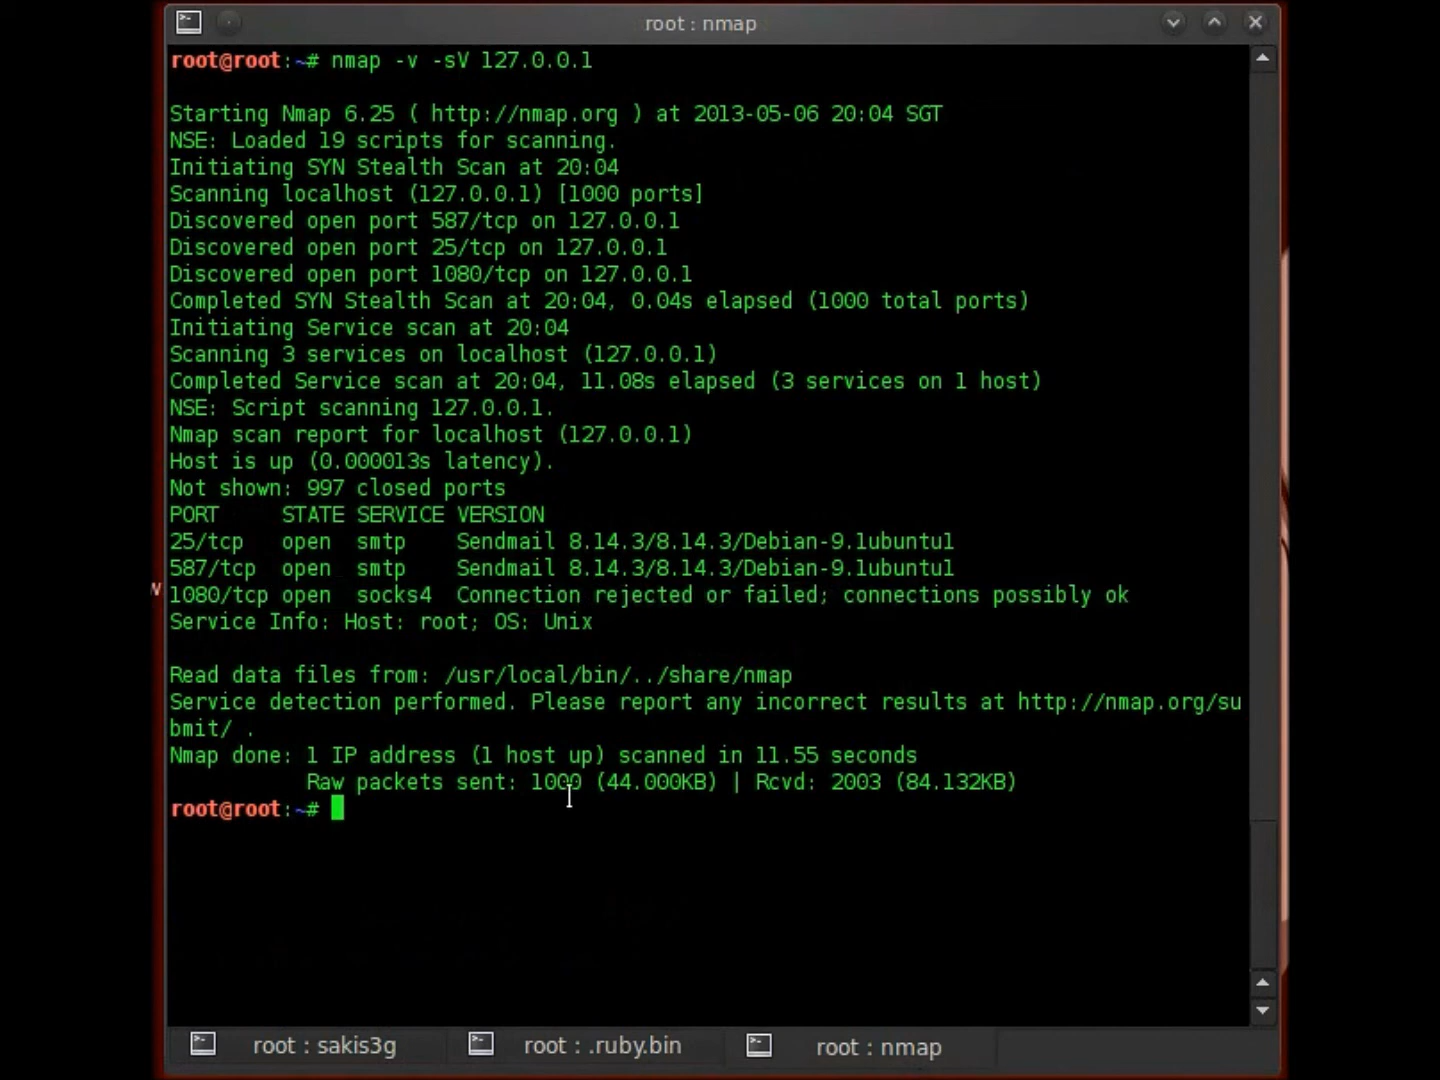 root : nmap
root@root:~# nmap -v -sV 127.0.0.1
Starting Nmap 6.25 ( http://nmap.org ) at 2013-05-06 20:04 SGT
NSE: Loaded 19 scripts for scanning.
Initiating SYN Stealth Scan at 20:04
Scanning localhost (127.0.0.1) [1000 ports]
Discovered open port 587/tcp on 127.0.0.1
Discovered open port 25/tcp on 127.0.0.1
Discovered open port 1080/tcp on 127.0.0.1
Completed SYN Stealth Scan at 20:04, 0.04s elapsed (1000 total ports)
Initiating Service scan at 20:04
Scanning 3 services on localhost (127.0.0.1)
Completed Service scan at 20:04, 11.08s elapsed (3 services on 1 host)
NSE: Script scanning 127.0.0.1.
Nmap scan report for localhost (127.0.0.1)
Host is up (0.000013s latency).
Not shown: 997 closed ports
PORT     STATE SERVICE VERSION
25/tcp   open  smtp    Sendmail 8.14.3/8.14.3/Debian-9.1ubuntu1
587/tcp  open  smtp    Sendmail 8.14.3/8.14.3/Debian-9.1ubuntu1
1080/tcp open  socks4  Connection rejected or failed; connections possibly ok
Service Info: Host: root; OS: Unix
Read data files from: /usr/local/bin/../share/nmap
Service detection performed. Please report any incorrect results at http://nmap.org/su
bmit/ .
Nmap done: 1 IP address (1 host up) scanned in 11.55 seconds
Raw packets sent: 1000 (44.000KB) | Rcvd: 2003 (84.132KB)
root@root:~#
root : sakis3g
root : .ruby.bin
root : nmap